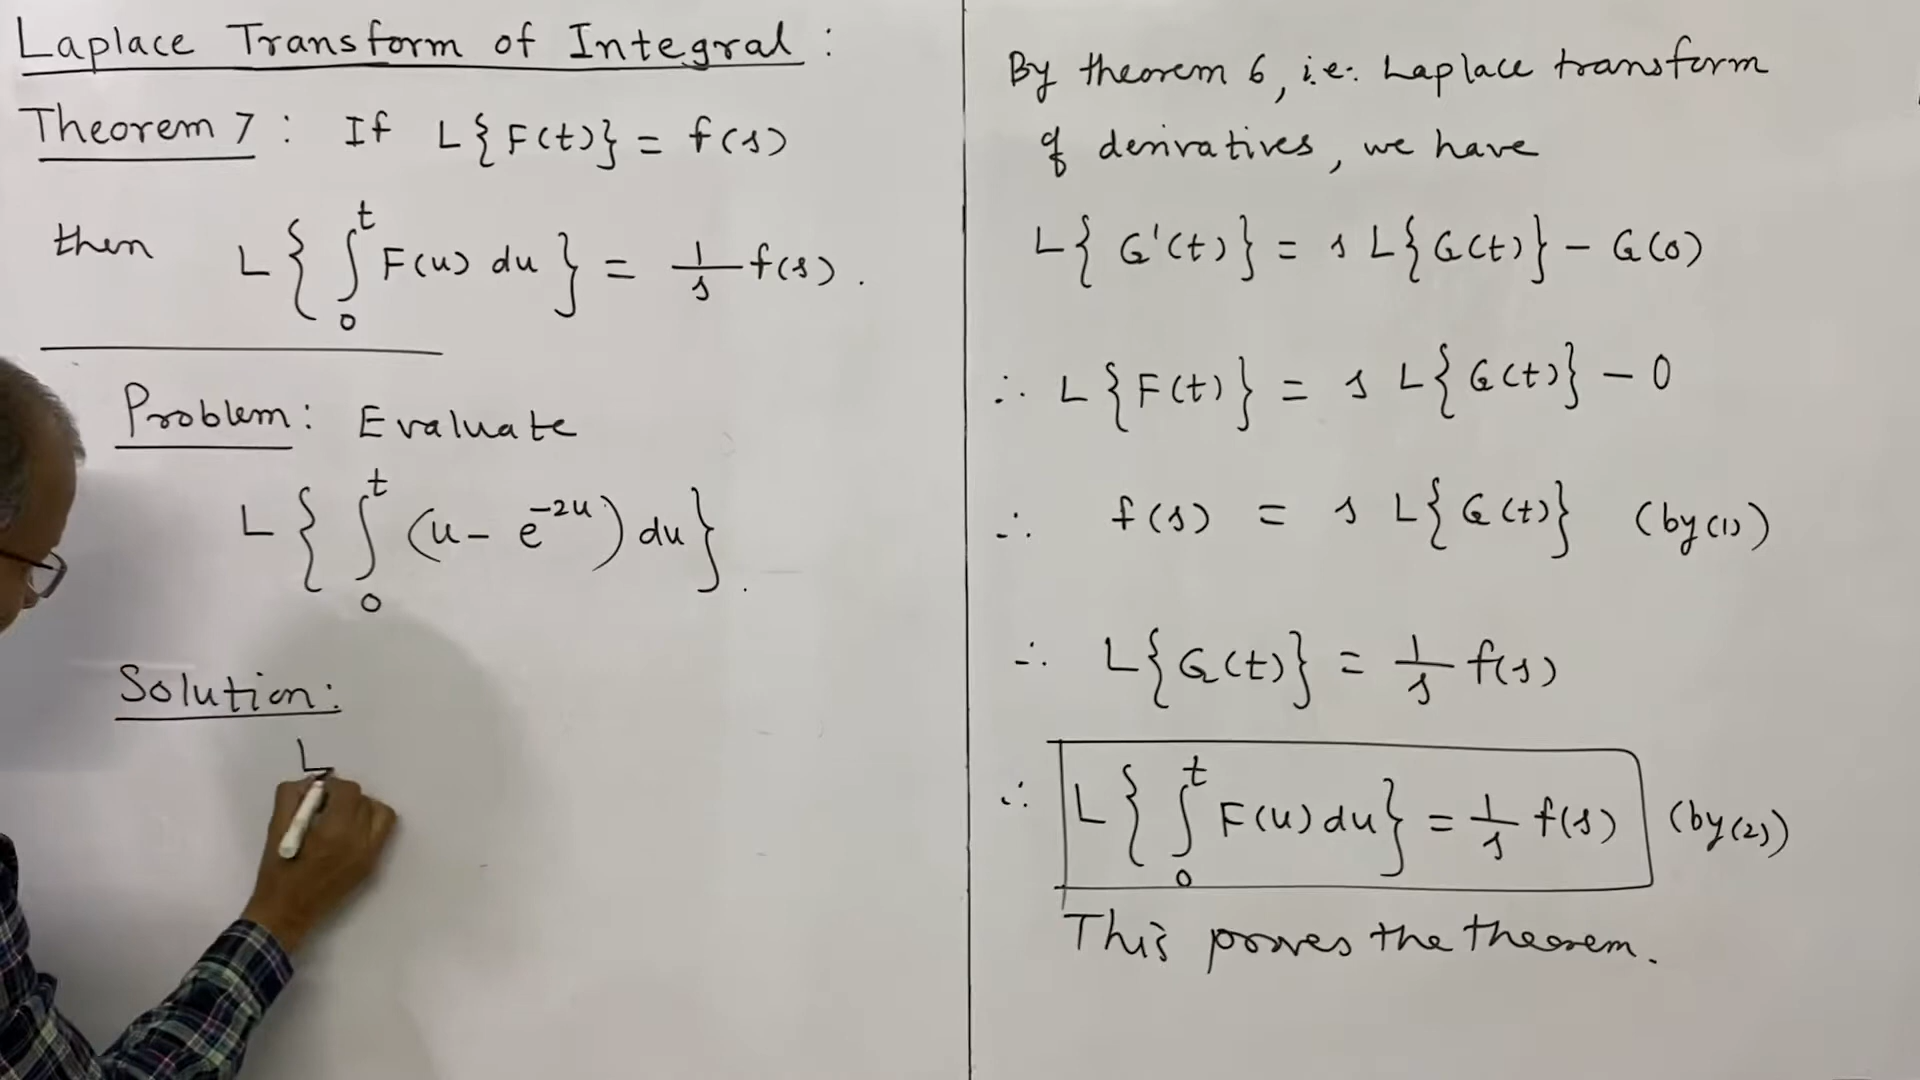 Laplace Transform of Integral :
Theorem 7 : If L{F(t)} = f(s)
then L{∫₀ᵗ F(u) du} = 1/s f(s).
Problem: Evaluate
L{∫₀ᵗ (u - e⁻²ᵘ) du}.
Solution:
L
By theorem 6, i.e. Laplace transform
of derivatives, we have
L{G'(t)} = s L{G(t)} - G(0)
∴ L{F(t)} = s L{G(t)} - 0
∴ f(s) = s L{G(t)} (by(1))
∴ L{G(t)} = 1/s f(s)
∴ L{∫₀ᵗ F(u) du} = 1/s f(s) (by(2))
This proves the theorem.